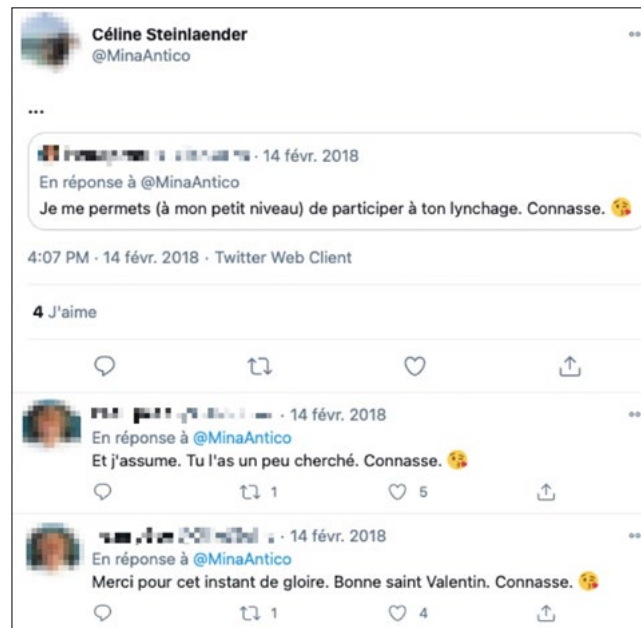 Céline Steinlaender
@MinaAntico
...
· 14 févr. 2018
En réponse à @MinaAntico
Je me permets (à mon petit niveau) de participer à ton lynchage. Connasse. 😘
4:07 PM · 14 févr. 2018 · Twitter Web Client
4 J'aime
· 14 févr. 2018
En réponse à @MinaAntico
Et j'assume. Tu l'as un peu cherché. Connasse. 😘
1 5
· 14 févr. 2018
En réponse à @MinaAntico
Merci pour cet instant de gloire. Bonne saint Valentin. Connasse. 😘
1 4